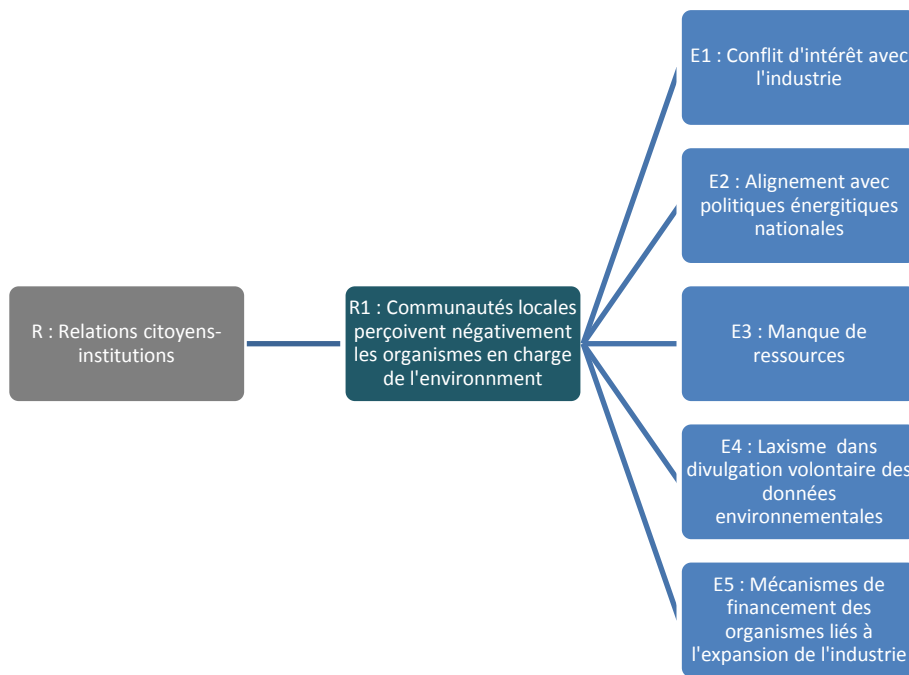 R : Relations citoyens-
institutions
R1 : Communautés locales
perçoivent négativement
les organismes en charge
de l'environnment
E1 : Conflit d'intérêt avec
l'industrie
E2 : Alignement avec
politiques énergitiques
nationales
E3 : Manque de
ressources
E4 : Laxisme dans
divulgation volontaire des
données
environnementales
E5 : Mécanismes de
financement des
organismes liés à
l'expansion de l'industrie